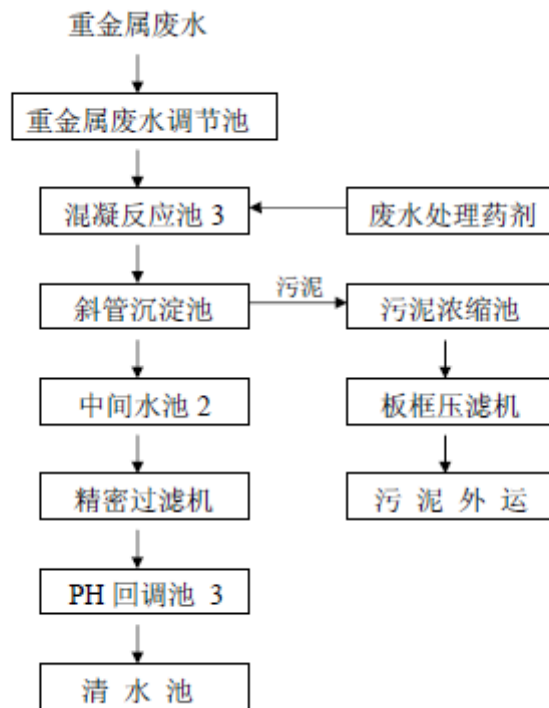 重金属废水
重金属废水调节池
混凝反应池 3
废水处理药剂
斜管沉淀池
污泥
污泥浓缩池
中间水池 2
板框压滤机
精密过滤机
污 泥 外 运
PH 回调池 3
清 水 池